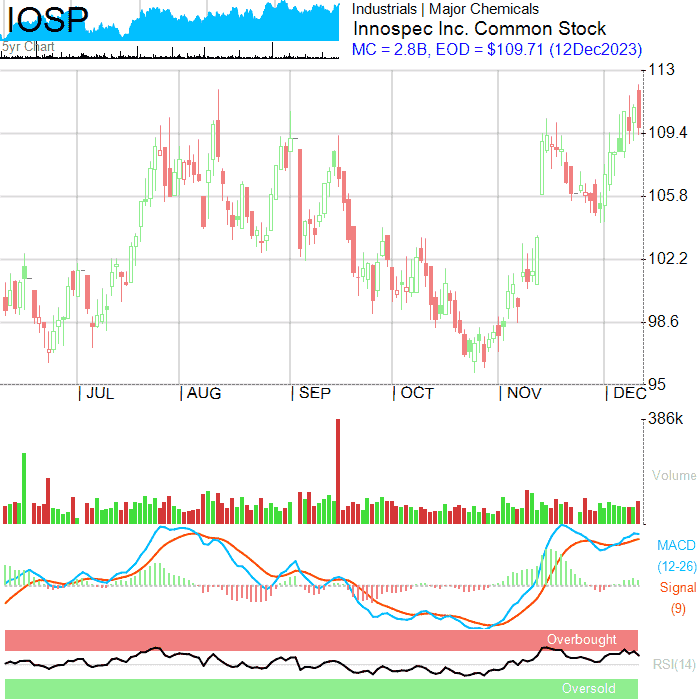 IOSP
Industrials | Major Chemicals
Innospec Inc. Common Stock
5yr Chart
MC = 2.8B, EOD = $109.71 (12Dec2023)
113
109.4
105.8
102.2
98.6
95
| JUL | AUG | SEP | OCT | NOV | DEC
386k
Volume
MACD
(12-26)
Signal
(9)
Overbought
RSI(14)
Oversold